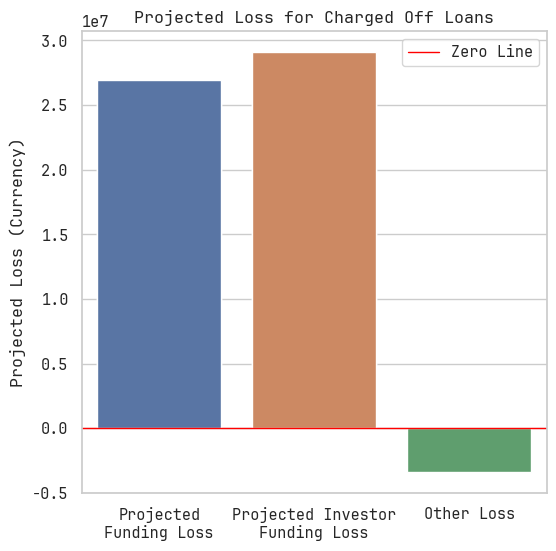 Projected Loss for Charged Off Loans
1e7
Zero Line
Projected Loss (Currency)
3.0
2.5
2.0
1.5
1.0
0.5
0.0
-0.5
Projected
Funding Loss
Projected Investor
Funding Loss
Other Loss